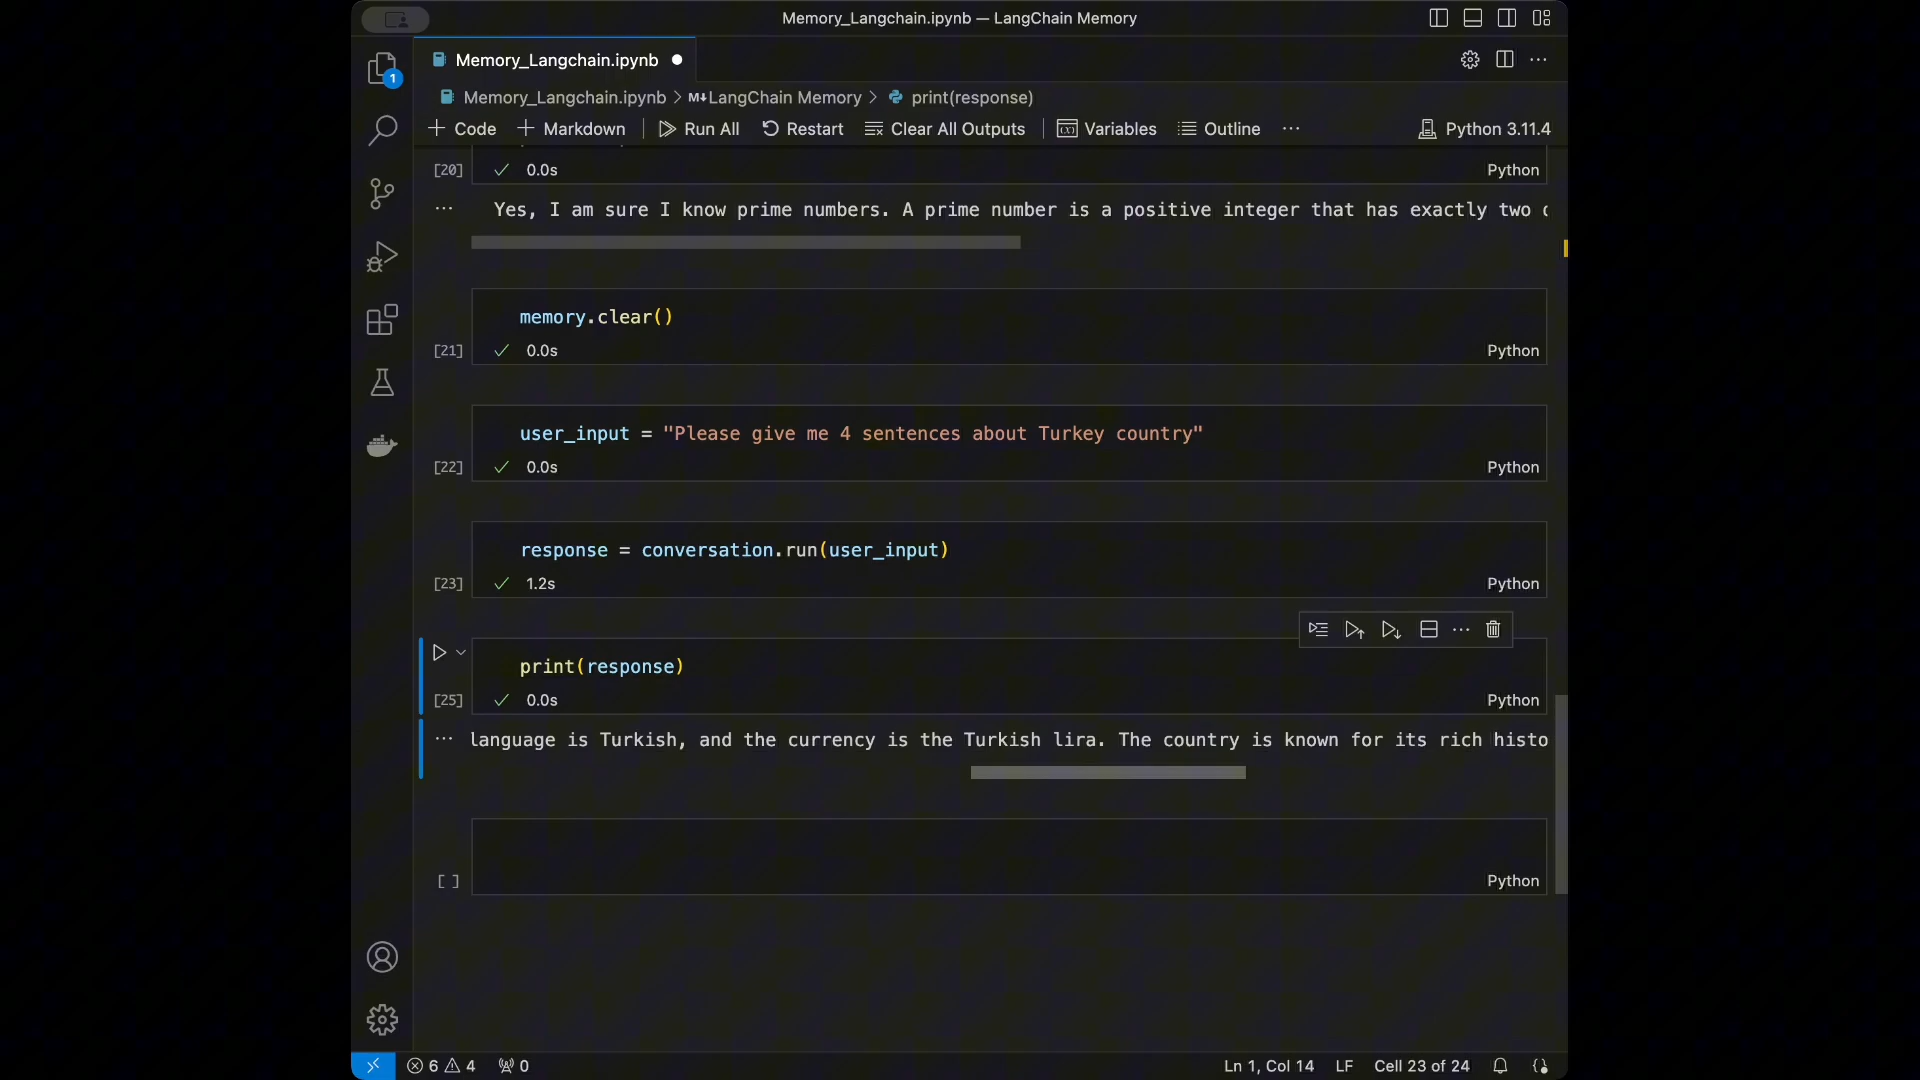 Memory_Langchain.ipynb — LangChain Memory
Memory_Langchain.ipynb
1
Memory_Langchain.ipynb > M↓LangChain Memory > print(response)
Code Markdown Run All Restart Clear All Outputs Variables Outline ... Python 3.11.4
[20] 0.0s Python
... Yes, I am sure I know prime numbers. A prime number is a positive integer that has exactly two
memory.clear()
[21] 0.0s Python
user_input = "Please give me 4 sentences about Turkey country"
[22] 0.0s Python
response = conversation.run(user_input)
[23] 1.2s Python
print(response)
[25] 0.0s Python
... language is Turkish, and the currency is the Turkish lira. The country is known for its rich histo
[ ] Python
6 4 0 Ln 1, Col 14 LF Cell 23 of 24